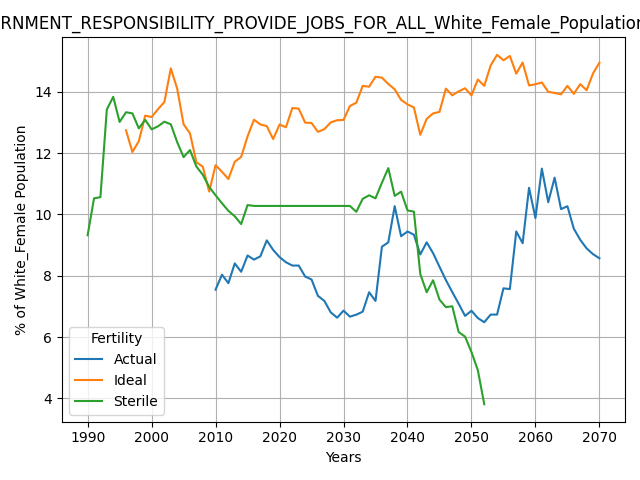 RNMENT_RESPONSIBILITY_PROVIDE_JOBS_FOR_ALL_White_Female_Population
% of White_Female Population
14
12
10
8
6
4
Fertility
Actual
Ideal
Sterile
1990 2000 2010 2020 2030 2040 2050 2060 2070
Years